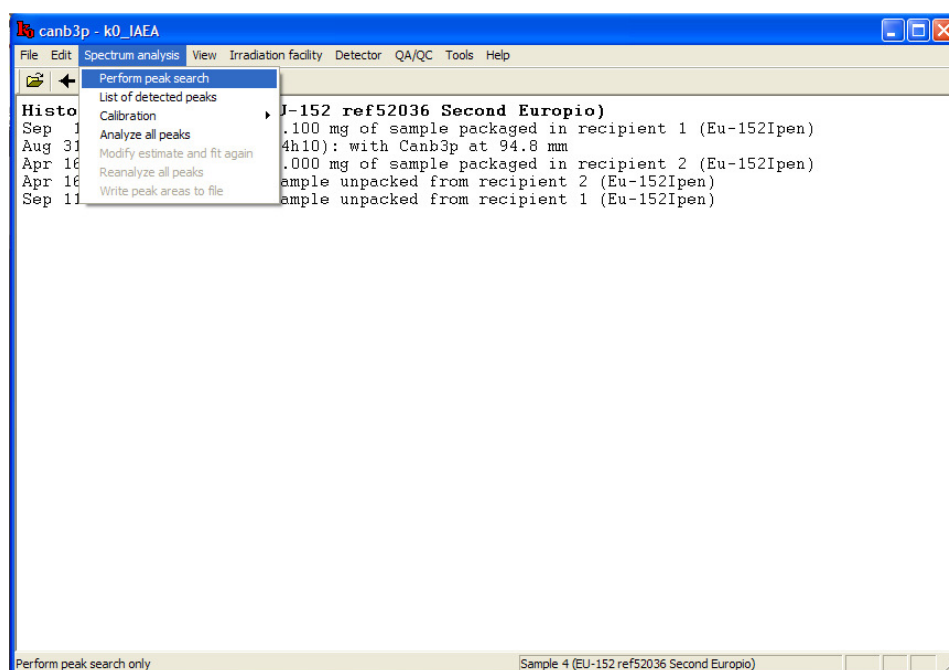 canb3p - k0_IAEA
File Edit Spectrum analysis View Irradiation facility Detector QA/QC Tools Help
Perform peak search
List of detected peaks
Calibration
Analyze all peaks
Modify estimate and fit again
Reanalyze all peaks
Write peak areas to file
Histo J-152 ref52036 Second Europio)
Sep 1 .100 mg of sample packaged in recipient 1 (Eu-152Ipen)
Aug 31 4h10): with Canb3p at 94.8 mm
Apr 16 .000 mg of sample packaged in recipient 2 (Eu-152Ipen)
Apr 16 ample unpacked from recipient 2 (Eu-152Ipen)
Sep 11 ample unpacked from recipient 1 (Eu-152Ipen)
Perform peak search only
Sample 4 (EU-152 ref52036 Second Europio)